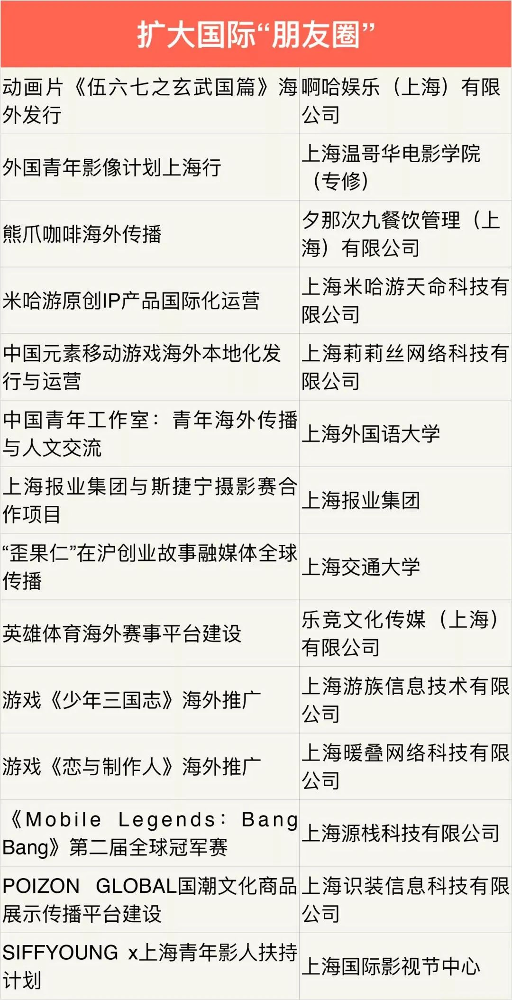 扩大国际“朋友圈”
动画片《伍六七之玄武国篇》海
外发行
啊哈娱乐（上海）有限
公司
外国青年影像计划上海行
上海温哥华电影学院
（专修）
熊爪咖啡海外传播
夕那次九餐饮管理（上
海）有限公司
米哈游原创IP产品国际化运营
上海米哈游天命科技有
限公司
中国元素移动游戏海外本地化发
行与运营
上海莉莉丝网络科技有
限公司
中国青年工作室：青年海外传播
与人文交流
上海外国语大学
上海报业集团与斯捷宁摄影赛合
作项目
上海报业集团
“歪果仁”在沪创业故事融媒体全球
传播
上海交通大学
英雄体育海外赛事平台建设
乐竞文化传媒（上海）
有限公司
游戏《少年三国志》海外推广
上海游族信息技术有限
公司
游戏《恋与制作人》海外推广
上海暖叠网络科技有限
公司
《Mobile Legends：Bang
Bang》第二届全球冠军赛
上海源栈科技有限公司
POIZON GLOBAL国潮文化商品
展示传播平台建设
上海识装信息科技有限
公司
SIFFYOUNG x上海青年影人扶持
计划
上海国际影视节中心